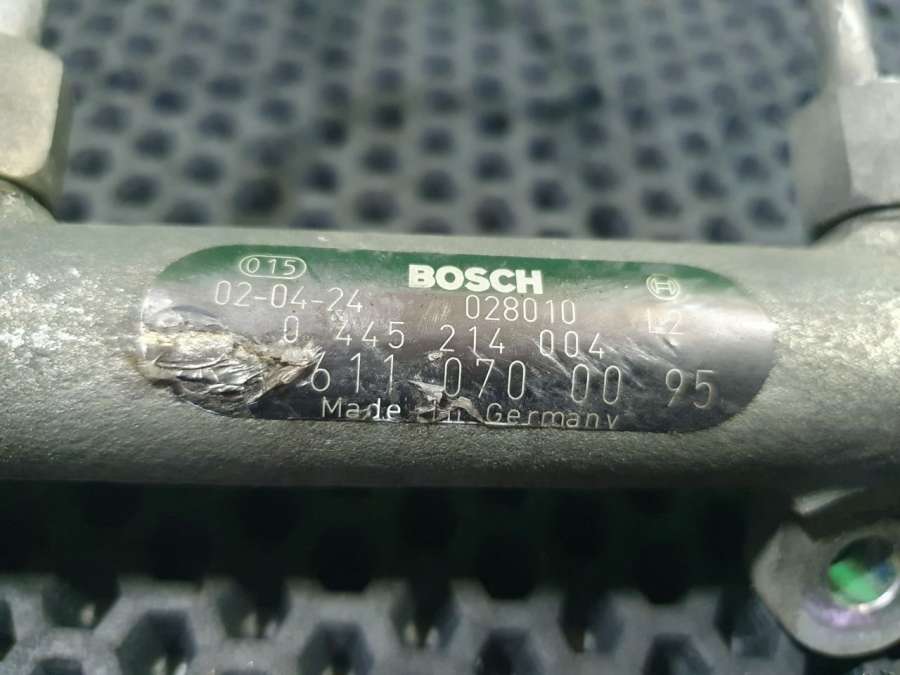 015 BOSCH
02-04-24 028010 L2
0 445 214 004
611 070 00 95
Made in Germany